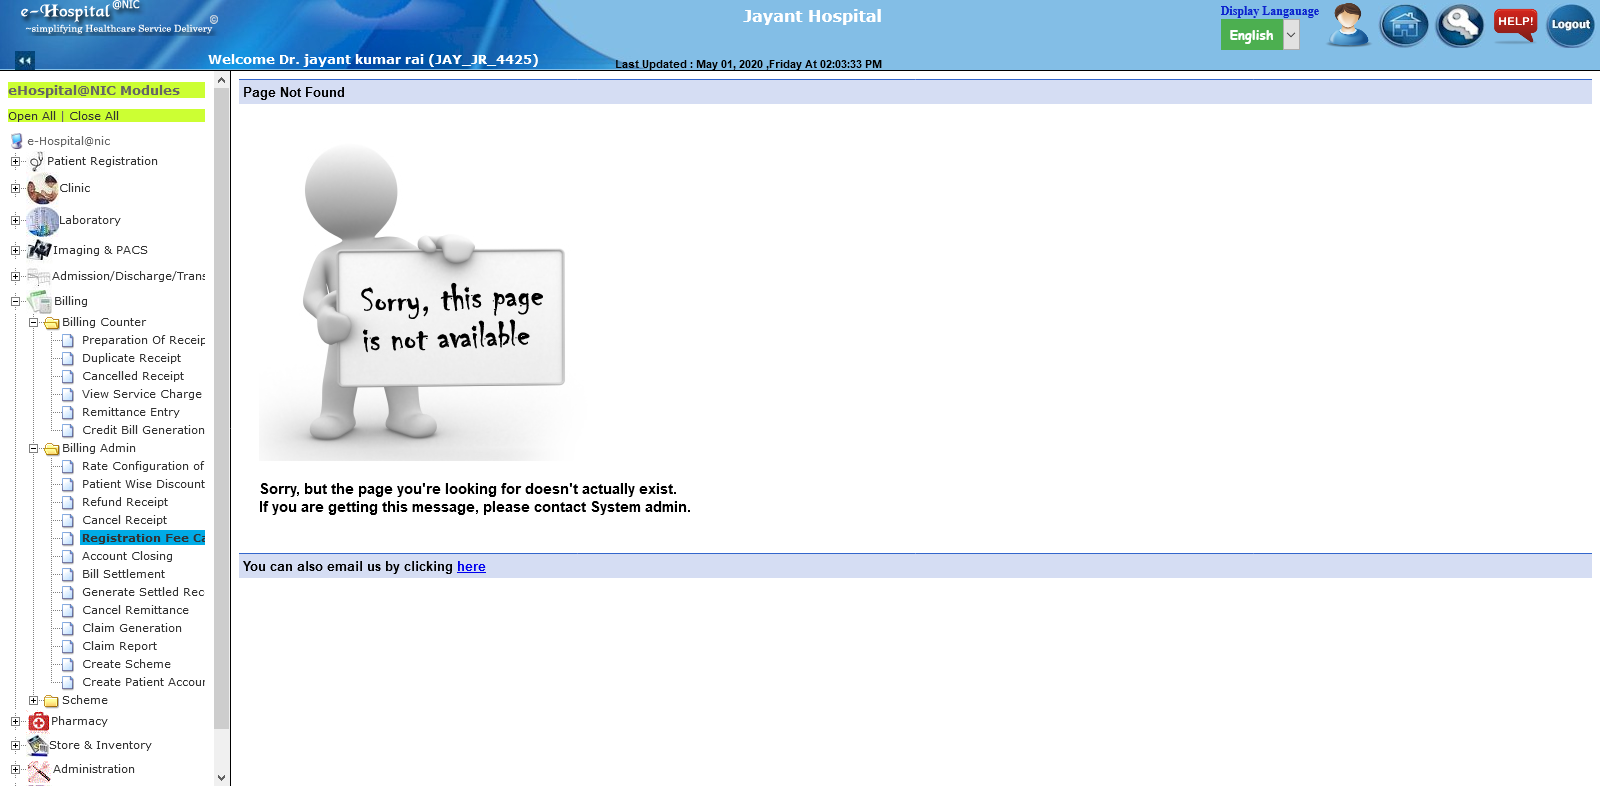 e-Hospital@NIC ©
~simplifying Healthcare Service Delivery
Jayant Hospital
Display Langauage
English
HELP!
Logout
Welcome Dr. jayant kumar rai (JAY_JR_4425)
Last Updated : May 01, 2020 ,Friday At 02:03:33 PM
eHospital@NIC Modules
Open All | Close All
e-Hospital@nic
Patient Registration
Clinic
Laboratory
Imaging & PACS
Admission/Discharge/Trans
Billing
Billing Counter
Preparation Of Receip
Duplicate Receipt
Cancelled Receipt
View Service Charge
Remittance Entry
Credit Bill Generation
Billing Admin
Rate Configuration of
Patient Wise Discount
Refund Receipt
Cancel Receipt
Registration Fee Ca
Account Closing
Bill Settlement
Generate Settled Rec
Cancel Remittance
Claim Generation
Claim Report
Create Scheme
Create Patient Accour
Scheme
Pharmacy
Store & Inventory
Administration
Page Not Found
Sorry, this page
is not available
Sorry, but the page you're looking for doesn't actually exist.
If you are getting this message, please contact System admin.
You can also email us by clicking here